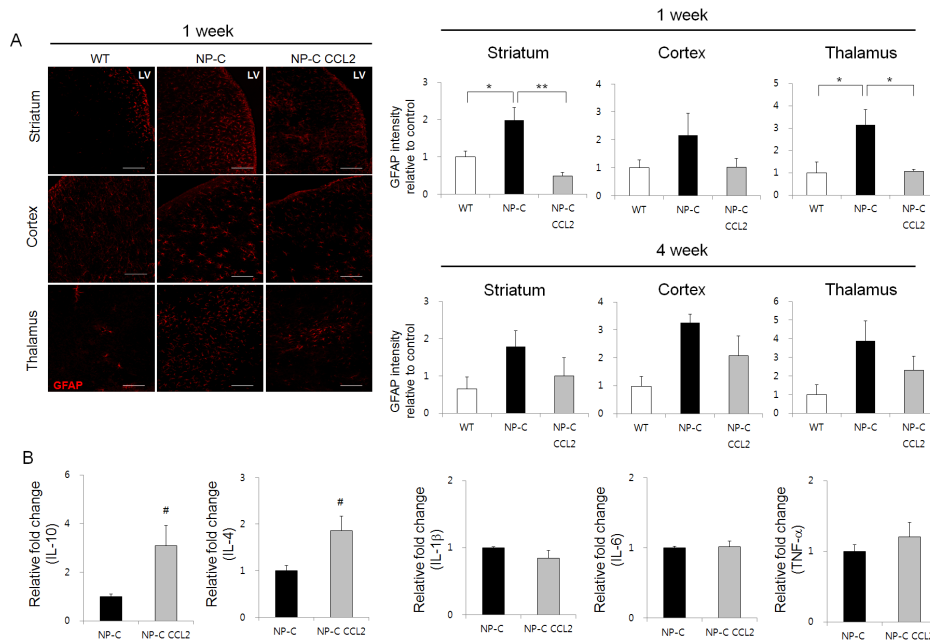 A
1 week
WT NP-C NP-C CCL2
Striatum
LV LV LV
Cortex
Thalamus
GFAP
1 week
Striatum Cortex Thalamus
GFAP intensity
relative to control
3
2
1
0
* **
WT NP-C NP-C
CCL2
4
3
2
1
0
WT NP-C NP-C
CCL2
5
4
3
2
1
0
* *
WT NP-C NP-C
CCL2
4 week
Striatum Cortex Thalamus
GFAP intensity
relative to control
3
2
1
0
WT NP-C NP-C
CCL2
4
3
2
1
0
WT NP-C NP-C
CCL2
6
5
4
3
2
1
0
WT NP-C NP-C
CCL2
B
Relative fold change
(IL-10)
6
4
2
0
#
NP-C NP-C CCL2
Relative fold change
(IL-4)
3
2
1
0
#
NP-C NP-C CCL2
Relative fold change
(IL-1β)
2
1
0
NP-C NP-C CCL2
Relative fold change
(IL-6)
2
1
0
NP-C NP-C CCL2
Relative fold change
(TNF-α)
2
1
0
NP-C NP-C CCL2